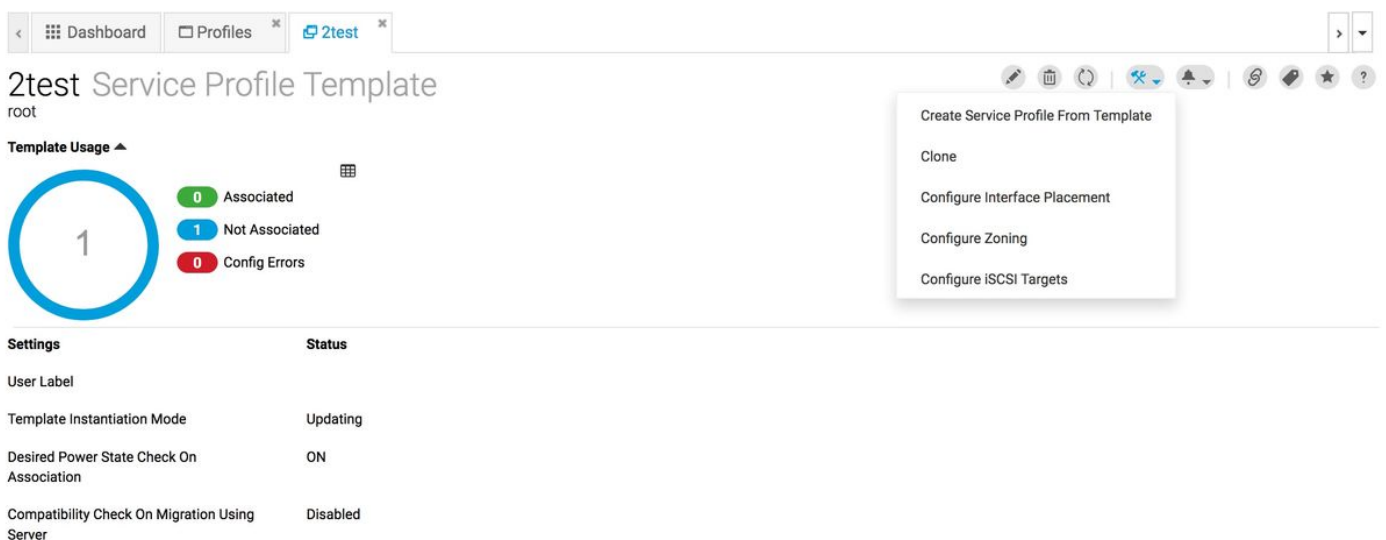 Dashboard
Profiles
2test
2test Service Profile Template
root
Create Service Profile From Template
Clone
Configure Interface Placement
Configure Zoning
Configure iSCSI Targets
Template Usage
1
0 Associated
1 Not Associated
0 Config Errors
Settings Status
User Label
Template Instantiation Mode Updating
Desired Power State Check On ON
Association
Compatibility Check On Migration Using Disabled
Server